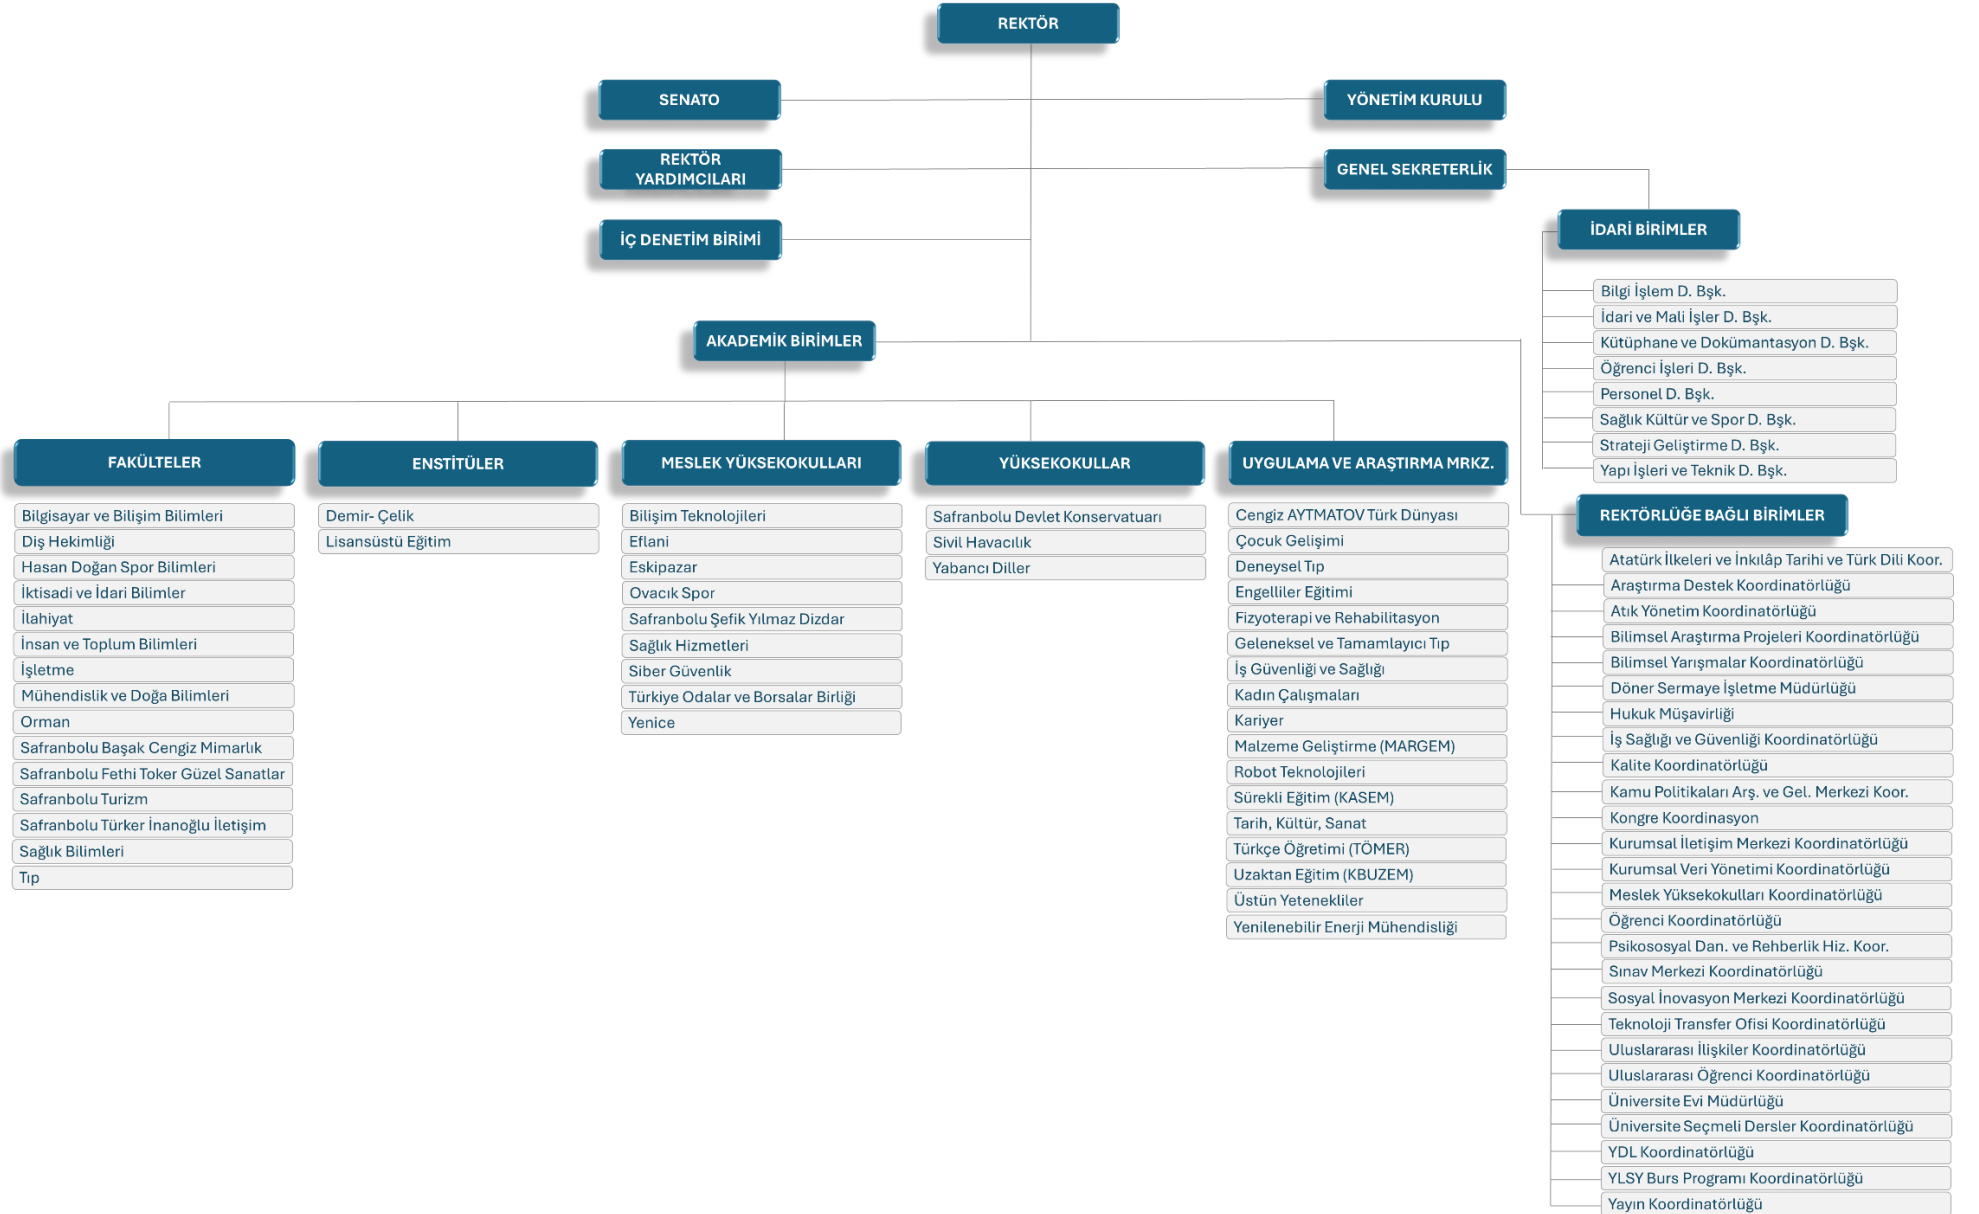 REKTÖR
SENATO
YÖNETİM KURULU
REKTÖR
YARDIMCILARI
GENEL SEKRETERLİK
İÇ DENETİM BİRİMİ
İDARİ BİRİMLER
Bilgi İşlem D. Bşk.
İdari ve Mali İşler D. Bşk.
Kütüphane ve Dokümantasyon D. Bşk.
Öğrenci İşleri D. Bşk.
Personel D. Bşk.
Sağlık Kültür ve Spor D. Bşk.
Strateji Geliştirme D. Bşk.
Yapı İşleri ve Teknik D. Bşk.
AKADEMİK BİRİMLER
FAKÜLTELER
Bilgisayar ve Bilişim Bilimleri
Diş Hekimliği
Hasan Doğan Spor Bilimleri
İktisadi ve İdari Bilimler
İlahiyat
İnsan ve Toplum Bilimleri
İşletme
Mühendislik ve Doğa Bilimleri
Orman
Safranbolu Başak Cengiz Mimarlık
Safranbolu Fethi Toker Güzel Sanatlar
Safranbolu Turizm
Safranbolu Türker İnanoğlu İletişim
Sağlık Bilimleri
Tıp
ENSTİTÜLER
Demir- Çelik
Lisansüstü Eğitim
MESLEK YÜKSEKOKULLARI
Bilişim Teknolojileri
Eflani
Eskipazar
Ovacık Spor
Safranbolu Şefik Yılmaz Dizdar
Sağlık Hizmetleri
Siber Güvenlik
Türkiye Odalar ve Borsalar Birliği
Yenice
YÜKSEKOKULLAR
Safranbolu Devlet Konservatuarı
Sivil Havacılık
Yabancı Diller
UYGULAMA VE ARAŞTIRMA MRKZ.
Cengiz AYTMATOV Türk Dünyası
Çocuk Gelişimi
Deneysel Tıp
Engelliler Eğitimi
Fizyoterapi ve Rehabilitasyon
Geleneksel ve Tamamlayıcı Tıp
İş Güvenliği ve Sağlığı
Kadın Çalışmaları
Kariyer
Malzeme Geliştirme (MARGEM)
Robot Teknolojileri
Sürekli Eğitim (KASEM)
Tarih, Kültür, Sanat
Türkçe Öğretimi (TÖMER)
Uzaktan Eğitim (KBUZEM)
Üstün Yetenekliler
Yenilenebilir Enerji Mühendisliği
REKTÖRLÜĞE BAĞLI BİRİMLER
Atatürk İlkeleri ve İnkılâp Tarihi ve Türk Dili Koor.
Araştırma Destek Koordinatörlüğü
Atık Yönetim Koordinatörlüğü
Bilimsel Araştırma Projeleri Koordinatörlüğü
Bilimsel Yarışmalar Koordinatörlüğü
Döner Sermaye İşletme Müdürlüğü
Hukuk Müşavirliği
İş Sağlığı ve Güvenliği Koordinatörlüğü
Kalite Koordinatörlüğü
Kamu Politikaları Arş. ve Gel. Merkezi Koor.
Kongre Koordinasyon
Kurumsal İletişim Merkezi Koordinatörlüğü
Kurumsal Veri Yönetimi Koordinatörlüğü
Meslek Yüksekokulları Koordinatörlüğü
Öğrenci Koordinatörlüğü
Psikososyal Dan. ve Rehberlik Hiz. Koor.
Sınav Merkezi Koordinatörlüğü
Sosyal İnovasyon Merkezi Koordinatörlüğü
Teknoloji Transfer Ofisi Koordinatörlüğü
Uluslararası İlişkiler Koordinatörlüğü
Uluslararası Öğrenci Koordinatörlüğü
Üniversite Evi Müdürlüğü
Üniversite Seçmeli Dersler Koordinatörlüğü
YDL Koordinatörlüğü
YLSY Burs Programı Koordinatörlüğü
Yayın Koordinatörlüğü